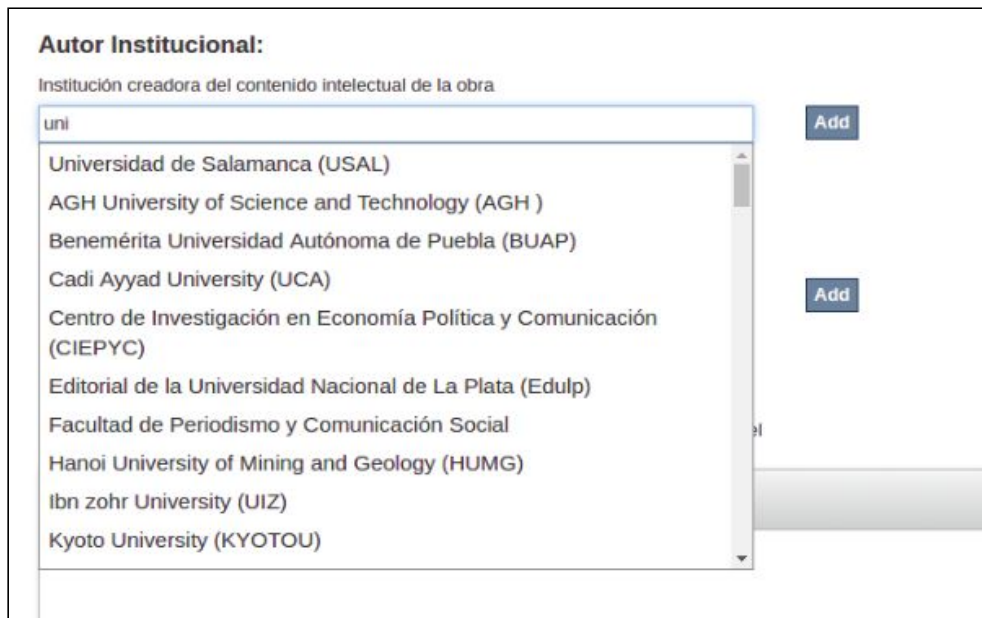 Autor Institucional:
Institución creadora del contenido intelectual de la obra
uni
Add
Universidad de Salamanca (USAL)
AGH University of Science and Technology (AGH )
Benemérita Universidad Autónoma de Puebla (BUAP)
Cadi Ayyad University (UCA)
Add
Centro de Investigación en Economía Política y Comunicación
(CIEPYC)
Editorial de la Universidad Nacional de La Plata (Edulp)
Facultad de Periodismo y Comunicación Social
Hanoi University of Mining and Geology (HUMG)
Ibn zohr University (UIZ)
Kyoto University (KYOTOU)